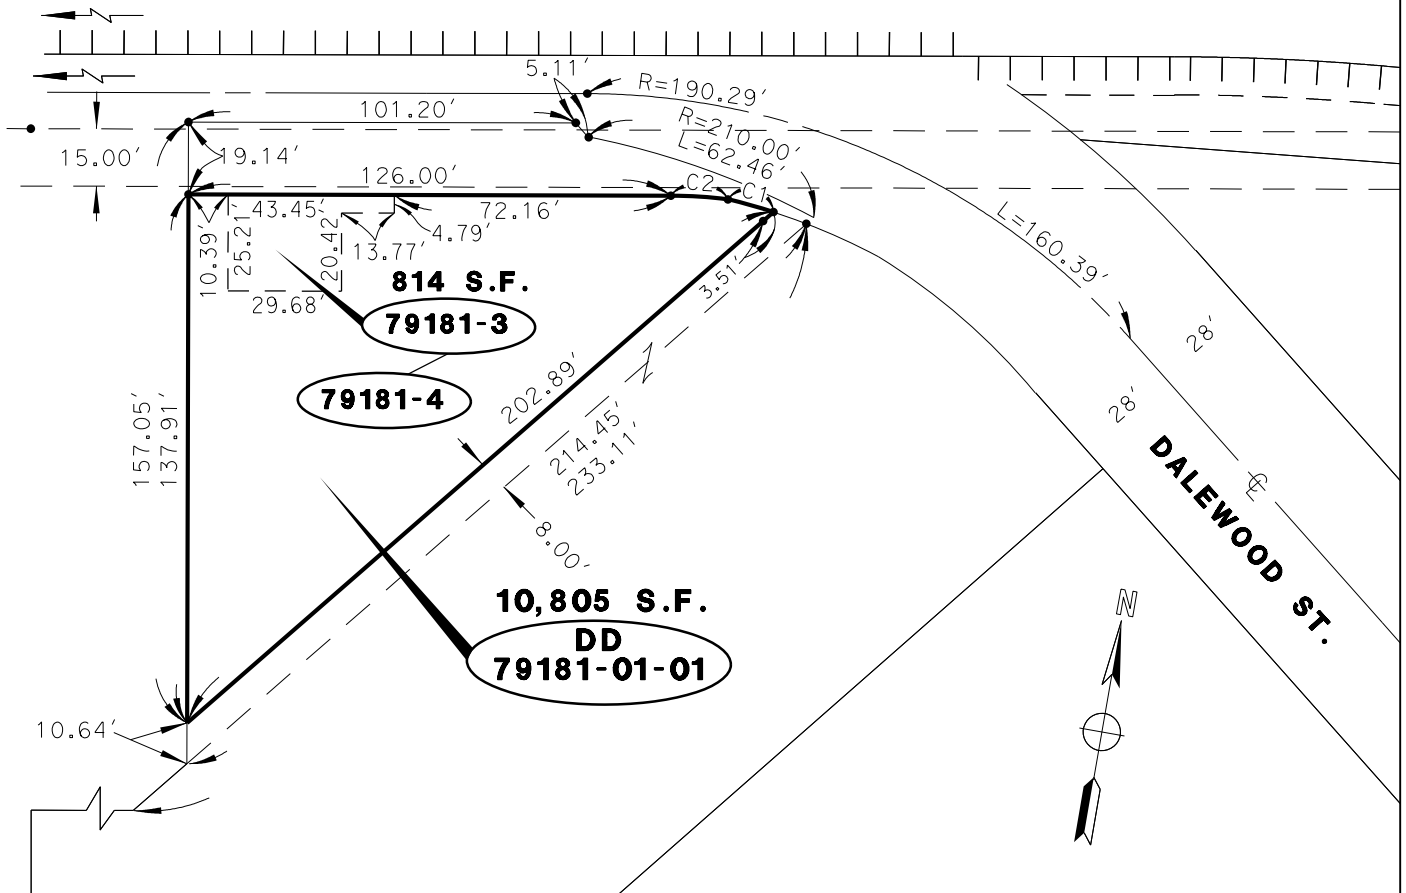 5.11′
R=190.29′
101.20′
R=210.00′
L=62.46′
15.00′
19.14′
126.00′
C2
C1
43.45′
72.16′
L=160.39′
4.79′
10.39′
25.21′
20.42′
13.77′
3.51′
814 S.F.
29.68′
79181-3
28′
79181-4
202.89′
28′
157.05′
137.91′
214.45′
233.11′
DALEWOOD ST.
8.00′
10,805 S.F.
N
DD
79181-01-01
10.64′